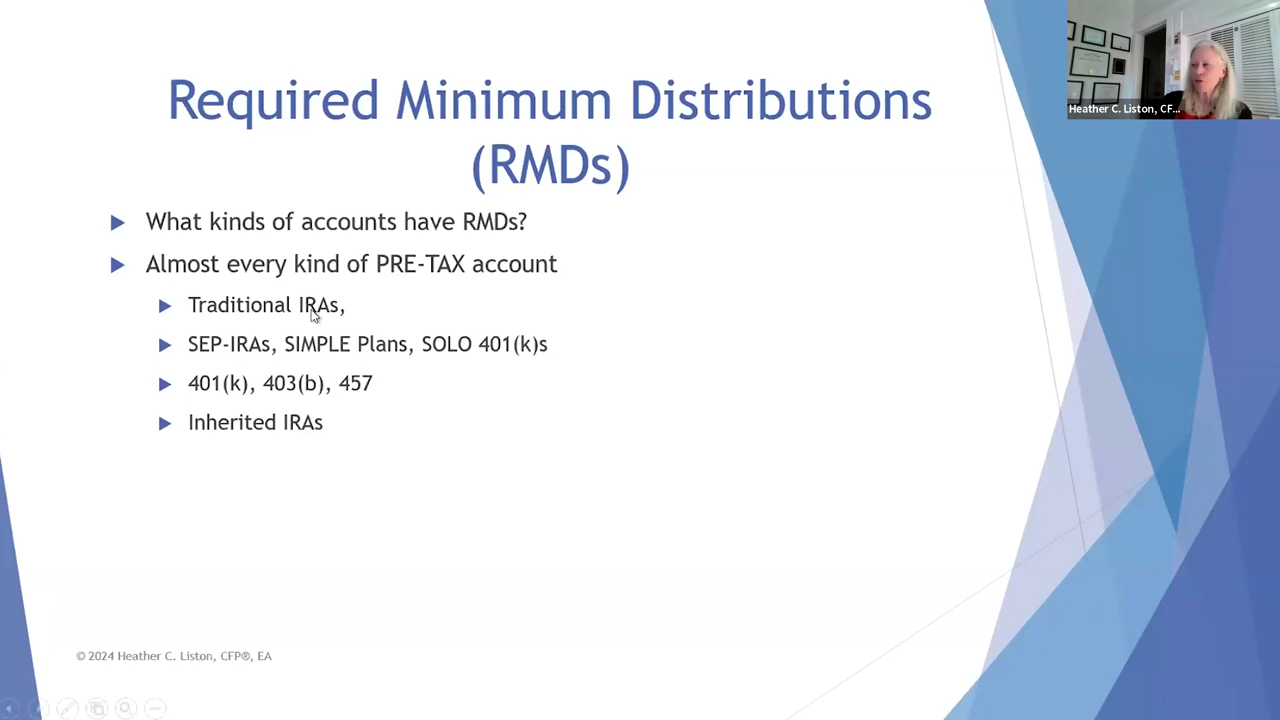 Required Minimum Distributions
(RMDs)
What kinds of accounts have RMDs?
Almost every kind of PRE-TAX account
Traditional IRAs,
SEP-IRAs, SIMPLE Plans, SOLO 401(k)s
401(k), 403(b), 457
Inherited IRAs
© 2024 Heather C. Liston, CFP®, EA
Heather C. Liston, CF...